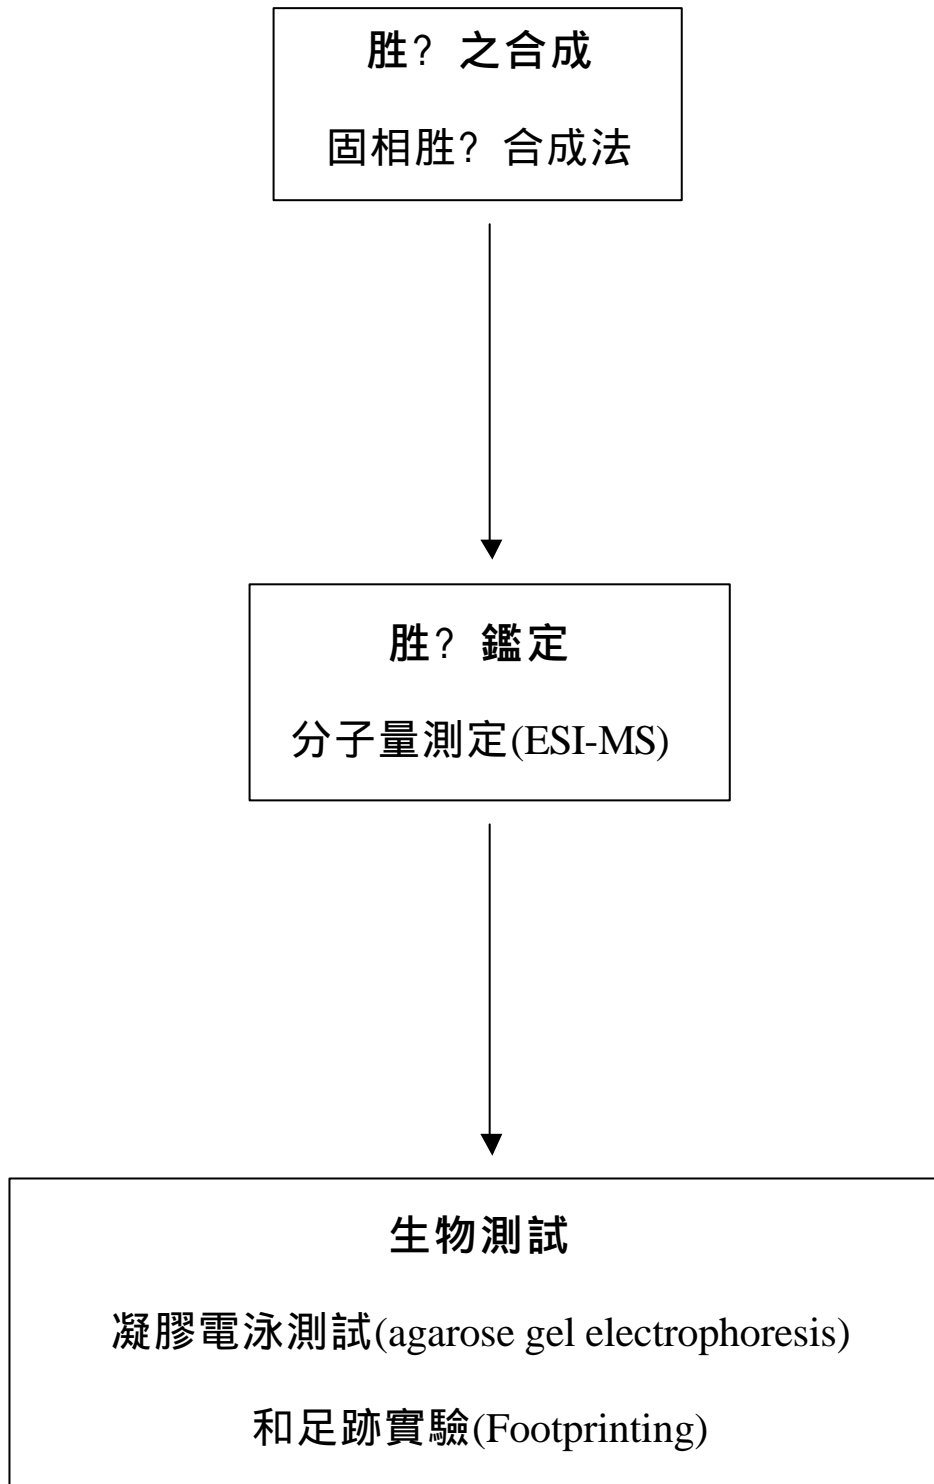 胜? 之合成
固相胜? 合成法
胜? 鑑定
分子量測定(ESI-MS)
生物測試
凝膠電泳測試(agarose gel electrophoresis)
和足跡實驗(Footprinting)